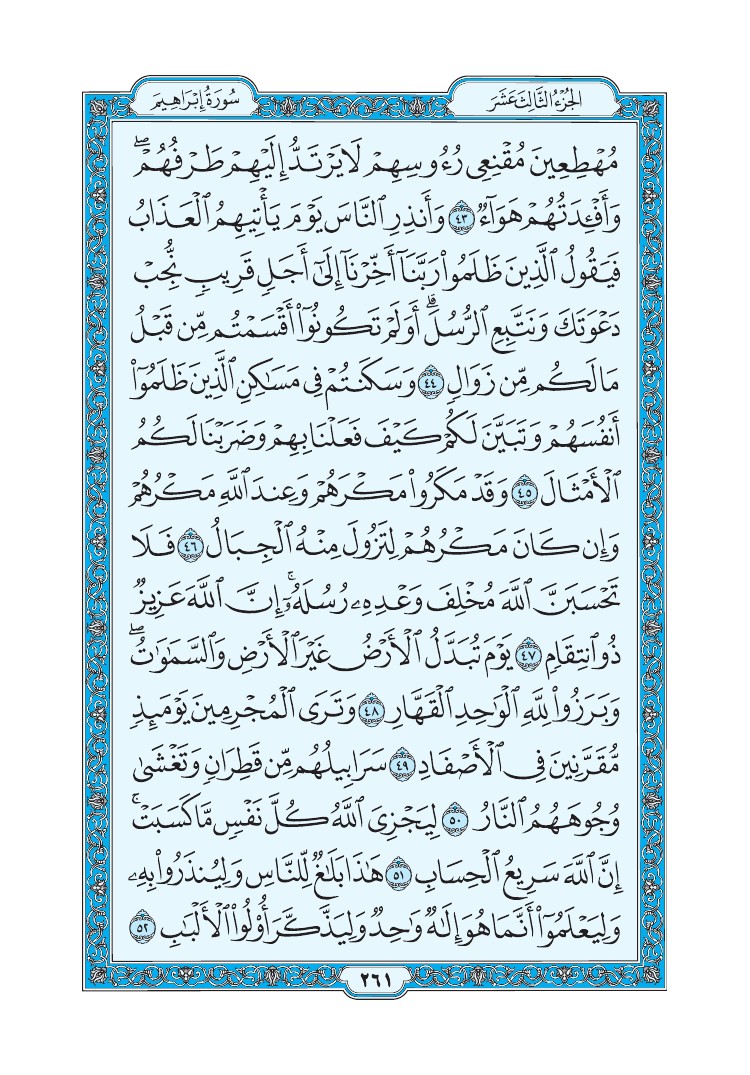 سُورَةُ إِبْرَاهِيمَ
الجُزْءُ الثَّالِثَ عَشَرَ
مُهْطِعِينَ مُقْنِعِي رُءُوسِهِمْ لَا يَرْتَدُّ إِلَيْهِمْ طَرْفُهُمْۖ
وَأَفْـِٔدَتُهُمْ هَوَآءٌ ٤٣ وَأَنذِرِ ٱلنَّاسَ يَوْمَ يَأْتِيهِمُ ٱلْعَذَابُ
فَيَقُولُ ٱلَّذِينَ ظَلَمُوا۟ رَبَّنَآ أَخِّرْنَآ إِلَىٰٓ أَجَلٍ قَرِيبٍ نُّجِبْ
دَعْوَتَكَ وَنَتَّبِعِ ٱلرُّسُلَۗ أَوَلَمْ تَكُونُوٓا۟ أَقْسَمْتُم مِّن قَبْلُ
مَا لَكُم مِّن زَوَالٍ ٤٤ وَسَكَنتُمْ فِي مَسَٰكِنِ ٱلَّذِينَ ظَلَمُوٓا۟
أَنفُسَهُمْ وَتَبَيَّنَ لَكُمْ كَيْفَ فَعَلْنَا بِهِمْ وَضَرَبْنَا لَكُمُ
ٱلْأَمْثَالَ ٤٥ وَقَدْ مَكَرُوا۟ مَكْرَهُمْ وَعِندَ ٱللَّهِ مَكْرُهُمْ
وَإِن كَانَ مَكْرُهُمْ لِتَزُولَ مِنْهُ ٱلْجِبَالُ ٤٦ فَلَا
تَحْسَبَنَّ ٱللَّهَ مُخْلِفَ وَعْدِهِۦ رُسُلَهُۥٓۚ إِنَّ ٱللَّهَ عَزِيزٌ
ذُو ٱنتِقَامٍ ٤٧ يَوْمَ تُبَدَّلُ ٱلْأَرْضُ غَيْرَ ٱلْأَرْضِ وَٱلسَّمَٰوَٰتُۖ
وَبَرَزُوا۟ لِلَّهِ ٱلْوَٰحِدِ ٱلْقَهَّارِ ٤٨ وَتَرَى ٱلْمُجْرِمِينَ يَوْمَئِذٍ
مُّقَرَّنِينَ فِي ٱلْأَصْفَادِ ٤٩ سَرَابِيلُهُم مِّن قَطِرَانٍ وَتَغْشَىٰ
وُجُوهَهُمُ ٱلنَّارُ ٥٠ لِيَجْزِيَ ٱللَّهُ كُلَّ نَفْسٍ مَّا كَسَبَتْۚ
إِنَّ ٱللَّهَ سَرِيعُ ٱلْحِسَابِ ٥١ هَٰذَا بَلَٰغٌ لِّلنَّاسِ وَلِيُنذَرُوا۟ بِهِۦ
وَلِيَعْلَمُوٓا۟ أَنَّمَا هُوَ إِلَٰهٌ وَٰحِدٌ وَلِيَذَّكَّرَ أُو۟لُوا۟ ٱلْأَلْبَٰبِ ٥٢
٢٦١